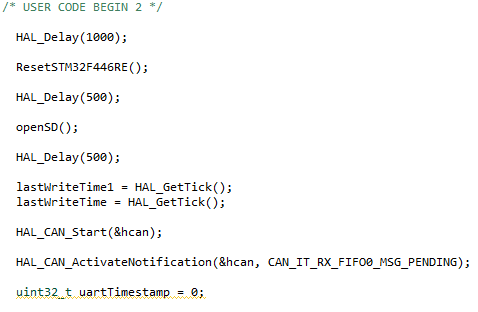 /* USER CODE BEGIN 2 */
HAL_Delay(1000);
ResetSTM32F446RE();
HAL_Delay(500);
openSD();
HAL_Delay(500);
lastWriteTime1 = HAL_GetTick();
lastWriteTime = HAL_GetTick();
HAL_CAN_Start(&hcan);
HAL_CAN_ActivateNotification(&hcan, CAN_IT_RX_FIFO0_MSG_PENDING);
uint32_t uartTimestamp = 0;